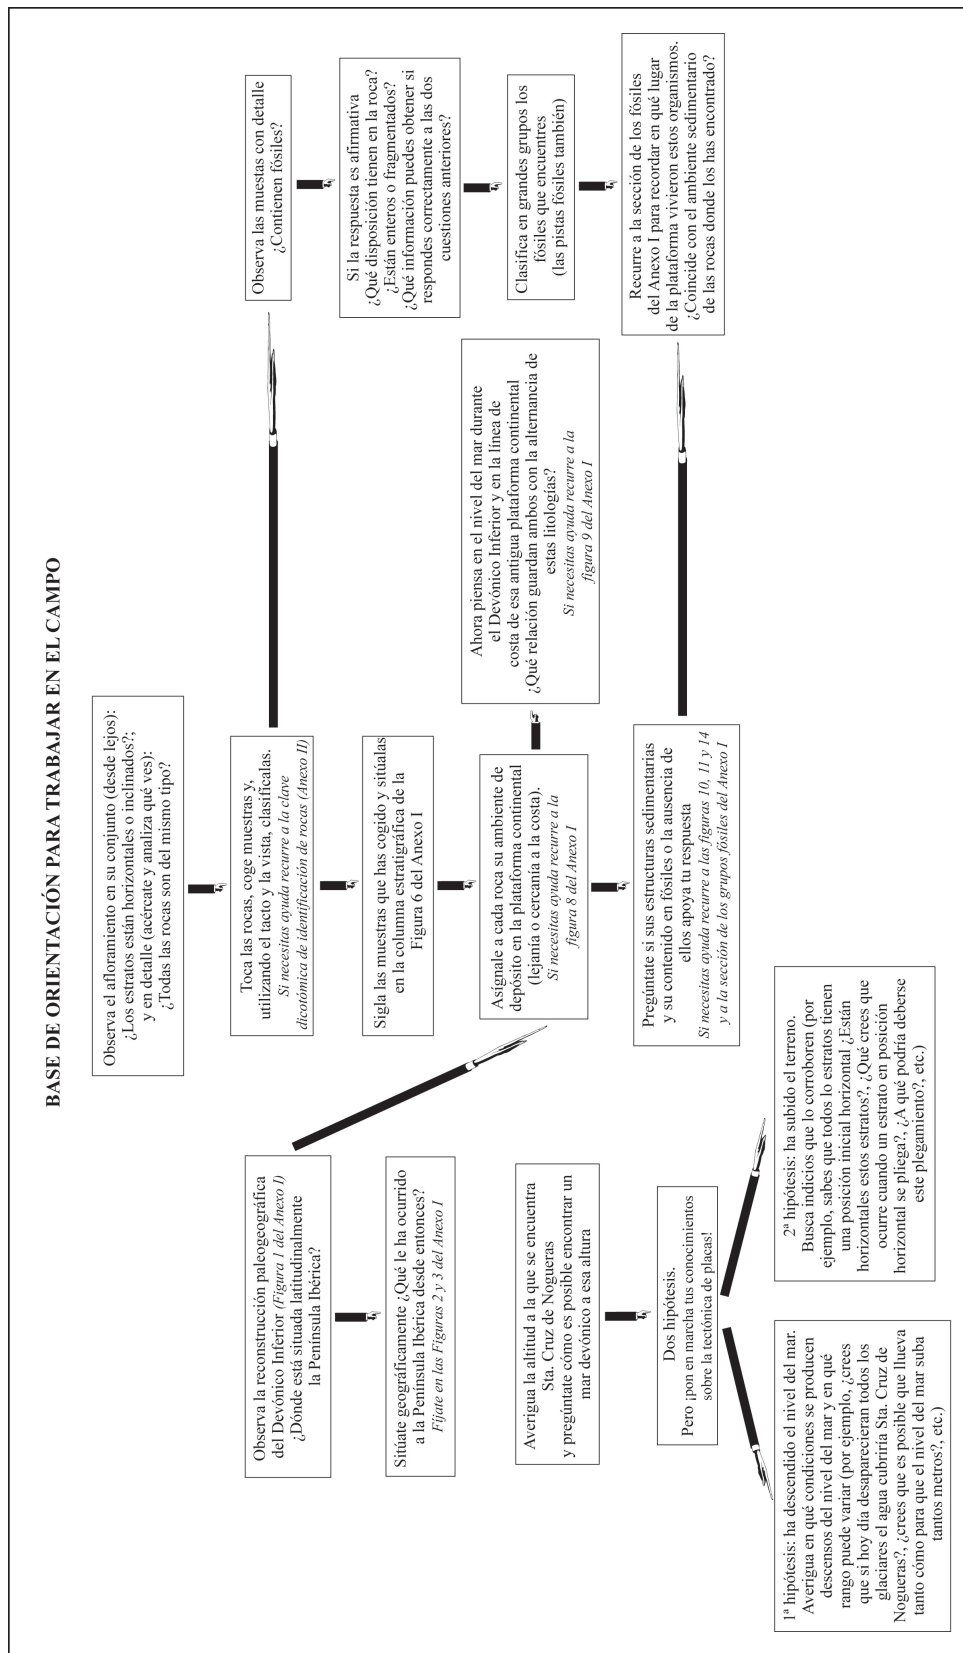 BASE DE ORIENTACIÓN PARA TRABAJAR EN EL CAMPO
Observa la reconstrucción paleogeográfica
del Devónico Inferior (Figura 1 del Anexo I)
¿Dónde está situada latitudinalmente
la Península Ibérica?
Sitúate geográficamente ¿Qué le ha ocurrido
a la Península Ibérica desde entonces?
Fíjate en las Figuras 2 y 3 del Anexo I
Averigua la altitud a la que se encuentra
Sta. Cruz de Nogueras
y pregúntate cómo es posible encontrar un
mar devónico a esa altura
Dos hipótesis.
Pero ¡pon en marcha tus conocimientos
sobre la tectónica de placas!
1ª hipótesis: ha descendido el nivel del mar.
Averigua en qué condiciones se producen
descensos del nivel del mar y en qué
rango puede variar (por ejemplo, ¿crees
que si hoy día desaparecieran todos los
glaciares el agua cubriría Sta. Cruz de
Nogueras?, ¿crees que es posible que llueva
tanto cómo para que el nivel del mar suba
tantos metros?, etc.)
2ª hipótesis: ha subido el terreno.
Busca indicios que lo corroboren (por
ejemplo, sabes que todos lo estratos tienen
una posición inicial horizontal ¿Están
horizontales estos estratos?, ¿Qué crees que
ocurre cuando un estrato en posición
horizontal se pliega?, ¿A qué podría deberse
este plegamiento?, etc.)
Observa el afloramiento en su conjunto (desde lejos):
¿Los estratos están horizontales o inclinados?;
y en detalle (acércate y analiza qué ves):
¿Todas las rocas son del mismo tipo?
Toca las rocas, coge muestras y,
utilizando el tacto y la vista, clasifícalas.
Si necesitas ayuda recurre a la clave
dicotómica de identificación de rocas (Anexo II)
Sigla las muestras que has cogido y sitúalas
en la columna estratigráfica de la
Figura 6 del Anexo I
Asígnale a cada roca su ambiente de
depósito en la plataforma continental
(lejanía o cercanía a la costa).
Si necesitas ayuda recurre a la
figura 8 del Anexo I
Pregúntate si sus estructuras sedimentarias
y su contenido en fósiles o la ausencia de
ellos apoya tu respuesta
Si necesitas ayuda recurre a las figuras 10, 11 y 14
y a la sección de los grupos fósiles del Anexo I
Ahora piensa en el nivel del mar durante
el Devónico Inferior y en la línea de
costa de esa antigua plataforma continental
¿Qué relación guardan ambos con la alternancia de
estas litologías?
Si necesitas ayuda recurre a la
figura 9 del Anexo I
Observa las muestas con detalle
¿Contienen fósiles?
Si la respuesta es afirmativa
¿Qué disposición tienen en la roca?
¿Están enteros o fragmentados?
¿Qué información puedes obtener si
respondes correctamente a las dos
cuestiones anteriores?
Clasifica en grandes grupos los
fósiles que encuentres
(las pistas fósiles también)
Recurre a la sección de los fósiles
del Anexo I para recordar en qué lugar
de la plataforma vivieron estos organismos.
¿Coincide con el ambiente sedimentario
de las rocas donde los has encontrado?